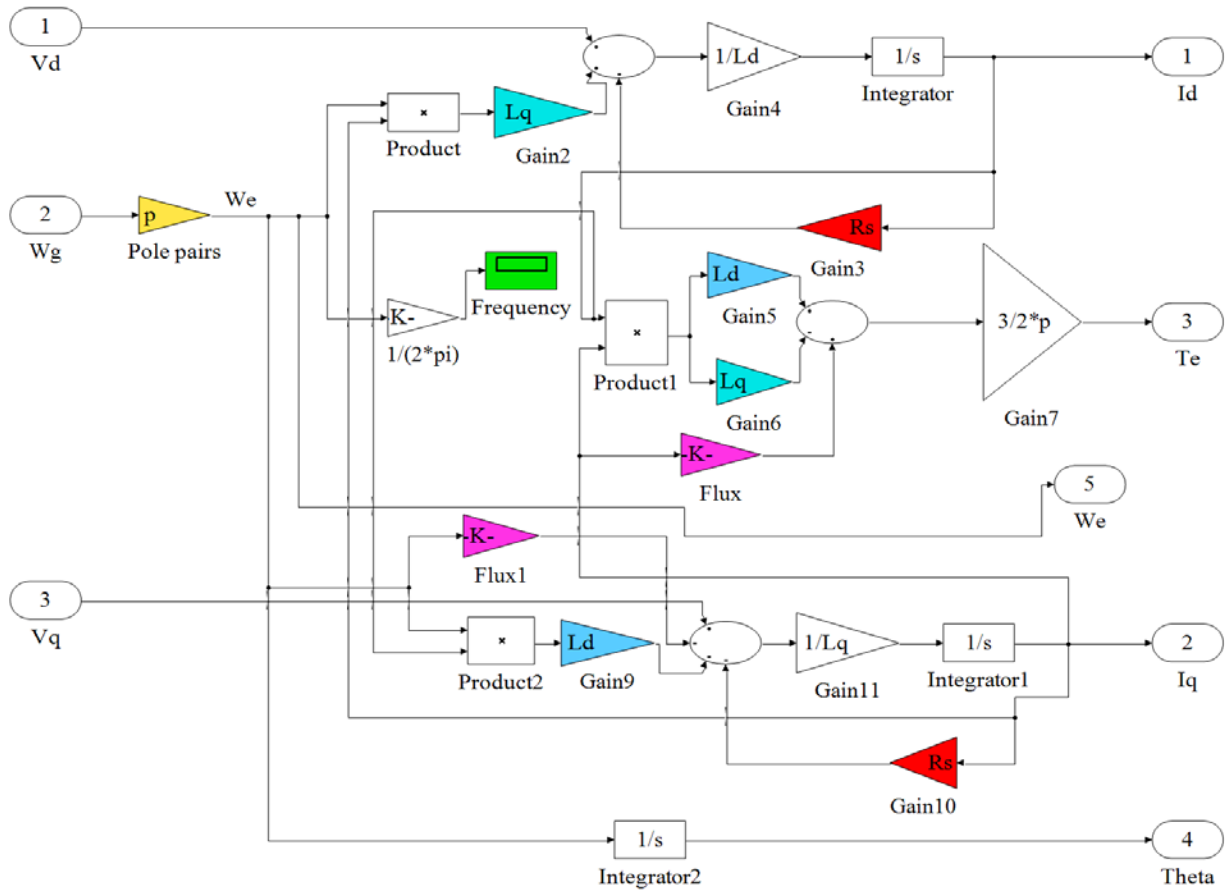 1
Vd
1/Ld
Gain4
1/s
Integrator
1
Id
×
Product
Lq
Gain2
2
Wg
p
Pole pairs
We
Rs
Gain3
Frequency
K-
1/(2*pi)
×
Product1
Ld
Gain5
Lq
Gain6
3/2*p
Gain7
3
Te
-K-
Flux
5
We
-K-
Flux1
3
Vq
×
Product2
Ld
Gain9
1/Lq
Gain11
1/s
Integrator1
2
Iq
Rs
Gain10
1/s
Integrator2
4
Theta